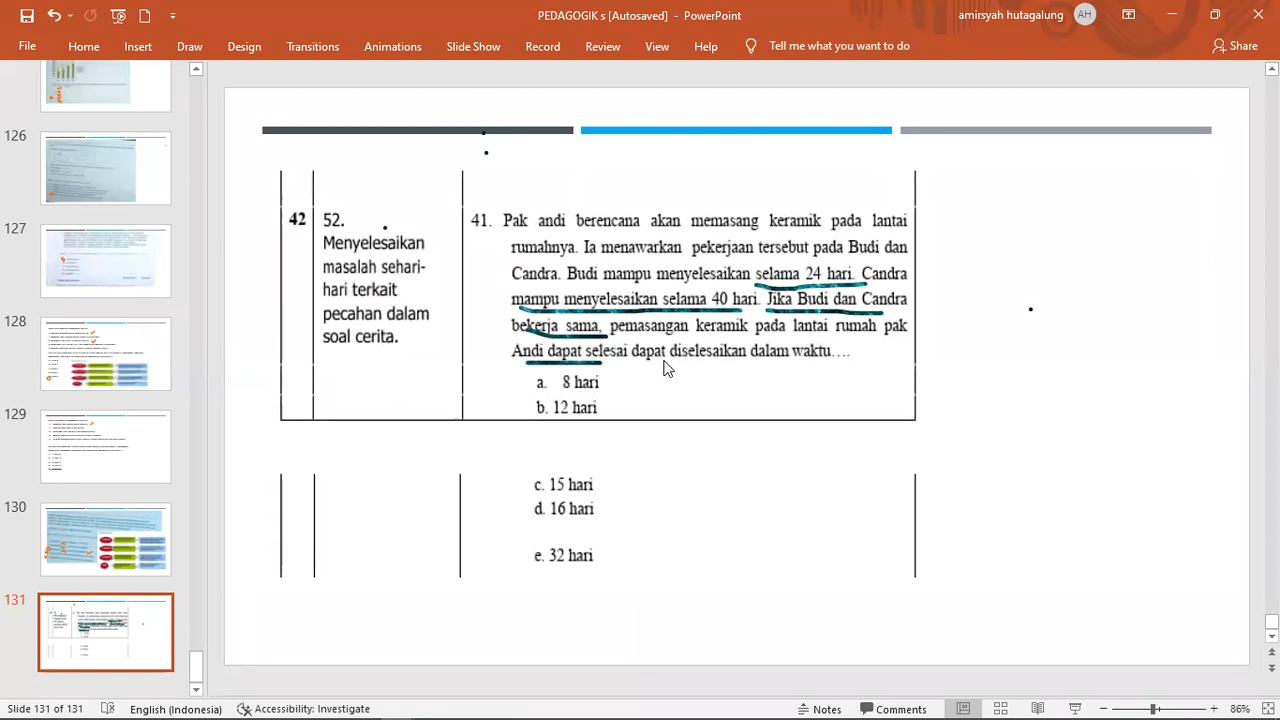 PEDAGOGIK s [Autosaved] - PowerPoint
amirsyah hutagalung
AH
File Home Insert Draw Design Transitions Animations Slide Show Record Review View Help Tell me what you want to do Share
126
127
128
129
130
131
42
52.
Menyelesaikan
masalah sehari-
hari terkait
pecahan dalam
soal cerita.
41. Pak andi berencana akan memasang keramik pada lantai
rumahnya. Ia menawarkan pekerjaan tersebut pada Budi dan
Candra. Budi mampu menyelesaikan selama 24 hari. Candra
mampu menyelesaikan selama 40 hari. Jika Budi dan Candra
bekerja sama, pemasangan keramik pada lantai rumah pak
Andi dapat selesai dapat diselesaikan dalam waktu….
a. 8 hari
b. 12 hari
c. 15 hari
d. 16 hari
e. 32 hari
Slide 131 of 131 English (Indonesia) Accessibility: Investigate Notes Comments 86%